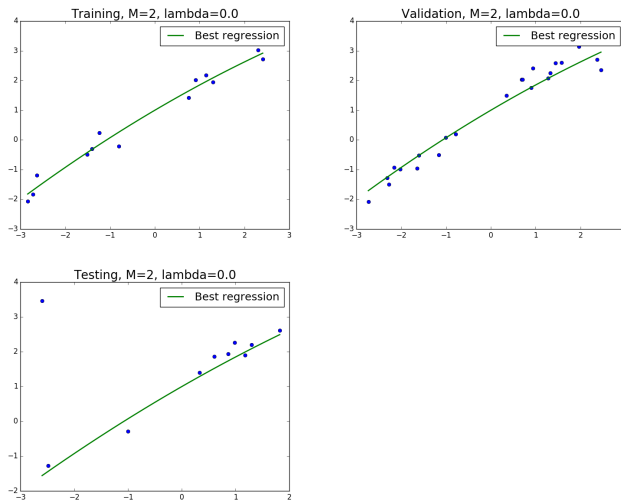 Training, M=2, lambda=0.0
Best regression
4
3
2
1
0
−1
−2
−3
−3 −2 −1 0 1 2 3
Validation, M=2, lambda=0.0
Best regression
4
3
2
1
0
−1
−2
−3
−3 −2 −1 0 1 2
Testing, M=2, lambda=0.0
Best regression
4
3
2
1
0
−1
−2
−3 −2 −1 0 1 2